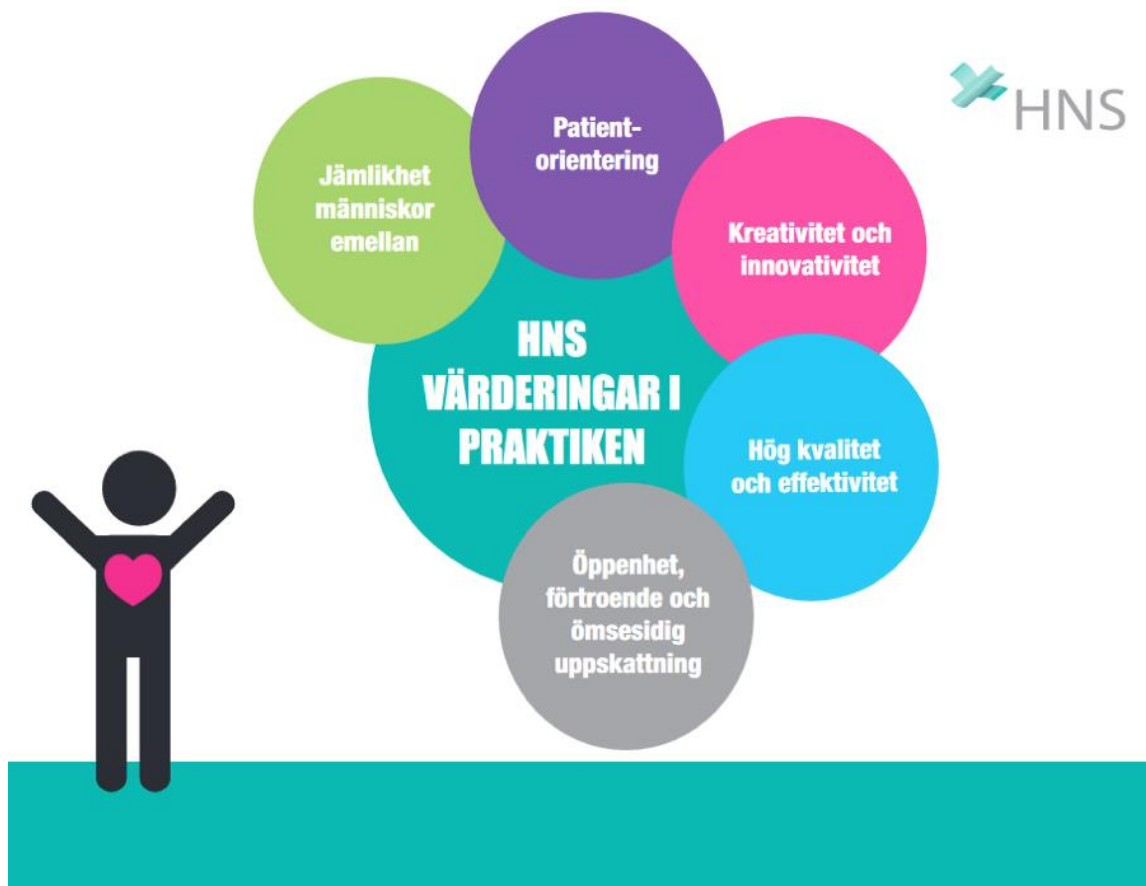 HNS
Patient-
orientering
Jämlikhet
människor
emellan
Kreativitet och
innovativitet
HNS
VÄRDERINGAR I
PRAKTIKEN
Hög kvalitet
och effektivitet
Öppenhet,
förtroende och
ömsesidig
uppskattning